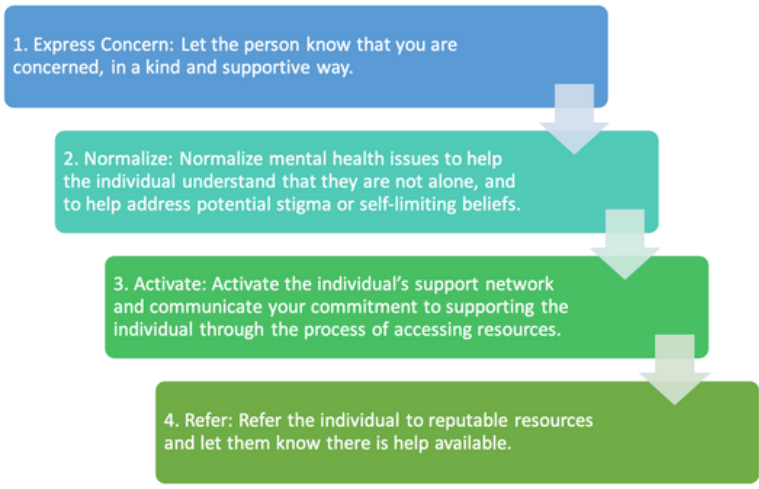 1. Express Concern: Let the person know that you are
concerned, in a kind and supportive way.
2. Normalize: Normalize mental health issues to help
the individual understand that they are not alone, and
to help address potential stigma or self-limiting beliefs.
3. Activate: Activate the individual’s support network
and communicate your commitment to supporting the
individual through the process of accessing resources.
4. Refer: Refer the individual to reputable resources
and let them know there is help available.